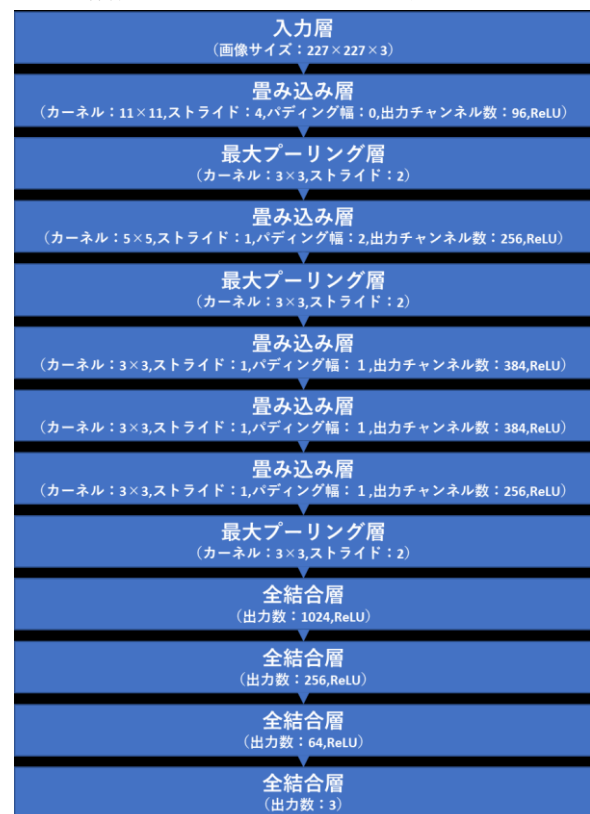 入力層
（画像サイズ：227×227×3）
畳み込み層
（カーネル：11×11,ストライド：4,パディング幅：0,出力チャンネル数：96,ReLU）
最大プーリング層
（カーネル：3×3,ストライド：2）
畳み込み層
（カーネル：5×5,ストライド：1,パディング幅：2,出力チャンネル数：256,ReLU）
最大プーリング層
（カーネル：3×3,ストライド：2）
畳み込み層
（カーネル：3×3,ストライド：1,パディング幅：１,出力チャンネル数：384,ReLU）
畳み込み層
（カーネル：3×3,ストライド：1,パディング幅：１,出力チャンネル数：384,ReLU）
畳み込み層
（カーネル：3×3,ストライド：1,パディング幅：１,出力チャンネル数：256,ReLU）
最大プーリング層
（カーネル：3×3,ストライド：2）
全結合層
（出力数：1024,ReLU）
全結合層
（出力数：256,ReLU）
全結合層
（出力数：64,ReLU）
全結合層
（出力数：3）